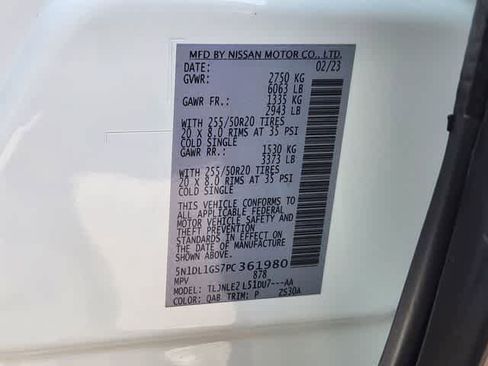 MFD BY NISSAN MOTOR CO., LTD.
DATE: 02/23
GVWR: 2750 KG
6063 LB
GAWR FR.: 1335 KG
2943 LB
WITH 255/50R20 TIRES
20 X 8.0 RIMS AT 35 PSI
COLD SINGLE
GAWR RR.: 1530 KG
3373 LB
WITH 255/50R20 TIRES
20 X 8.0 RIMS AT 35 PSI
COLD SINGLE
THIS VEHICLE CONFORMS TO
ALL APPLICABLE FEDERAL
MOTOR VEHICLE SAFETY AND
THEFT PREVENTION
STANDARDS IN EFFECT ON
THE DATE OF MANUFACTURE
SHOWN ABOVE.
5N1DL1GS7PC361980
MPV 878
MODEL: TLJNLE2 L51DU7---AA
COLOR: QAB TRIM: P ZS30A